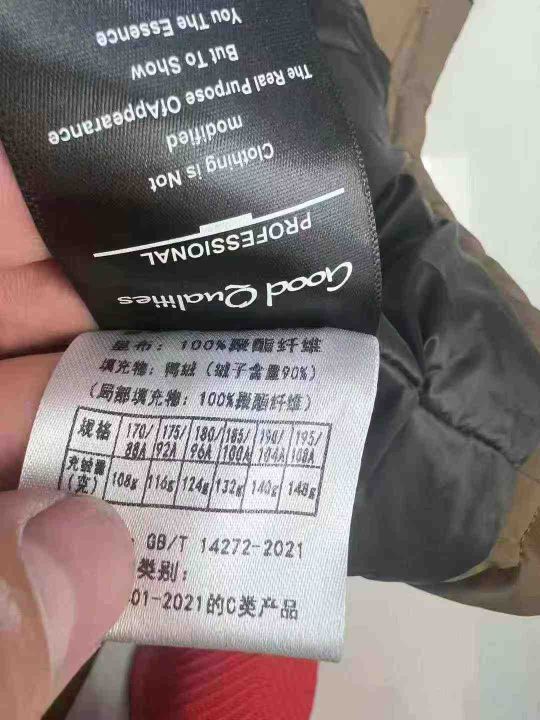 Good Qualities
PROFESSIONAL
Clothing is Not
modified
The Real Purpose OfAppearance
But To Show
You The Essence
布: 100%聚酯纤维
填充物: 鸭绒 (绒子含量90%)
(局部填充物: 100%聚酯纤维)
规格 170/88A 175/92A 180/96A 185/100A 190/104A 195/108A
充绒量(克) 108g 116g 124g 132g 140g 148g
GB/T 14272-2021
类别:
01-2021的C类产品